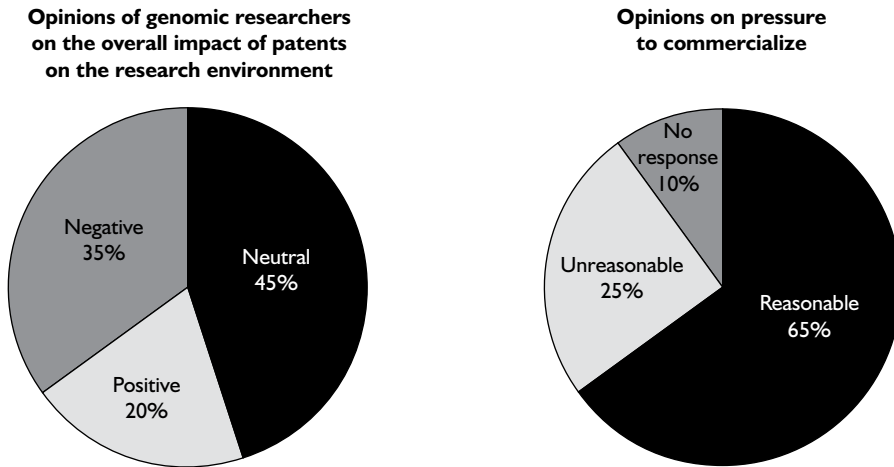 Opinions of genomic researchers
on the overall impact of patents
on the research environment
Negative
35%
Neutral
45%
Positive
20%
Opinions on pressure
to commercialize
No
response
10%
Unreasonable
25%
Reasonable
65%